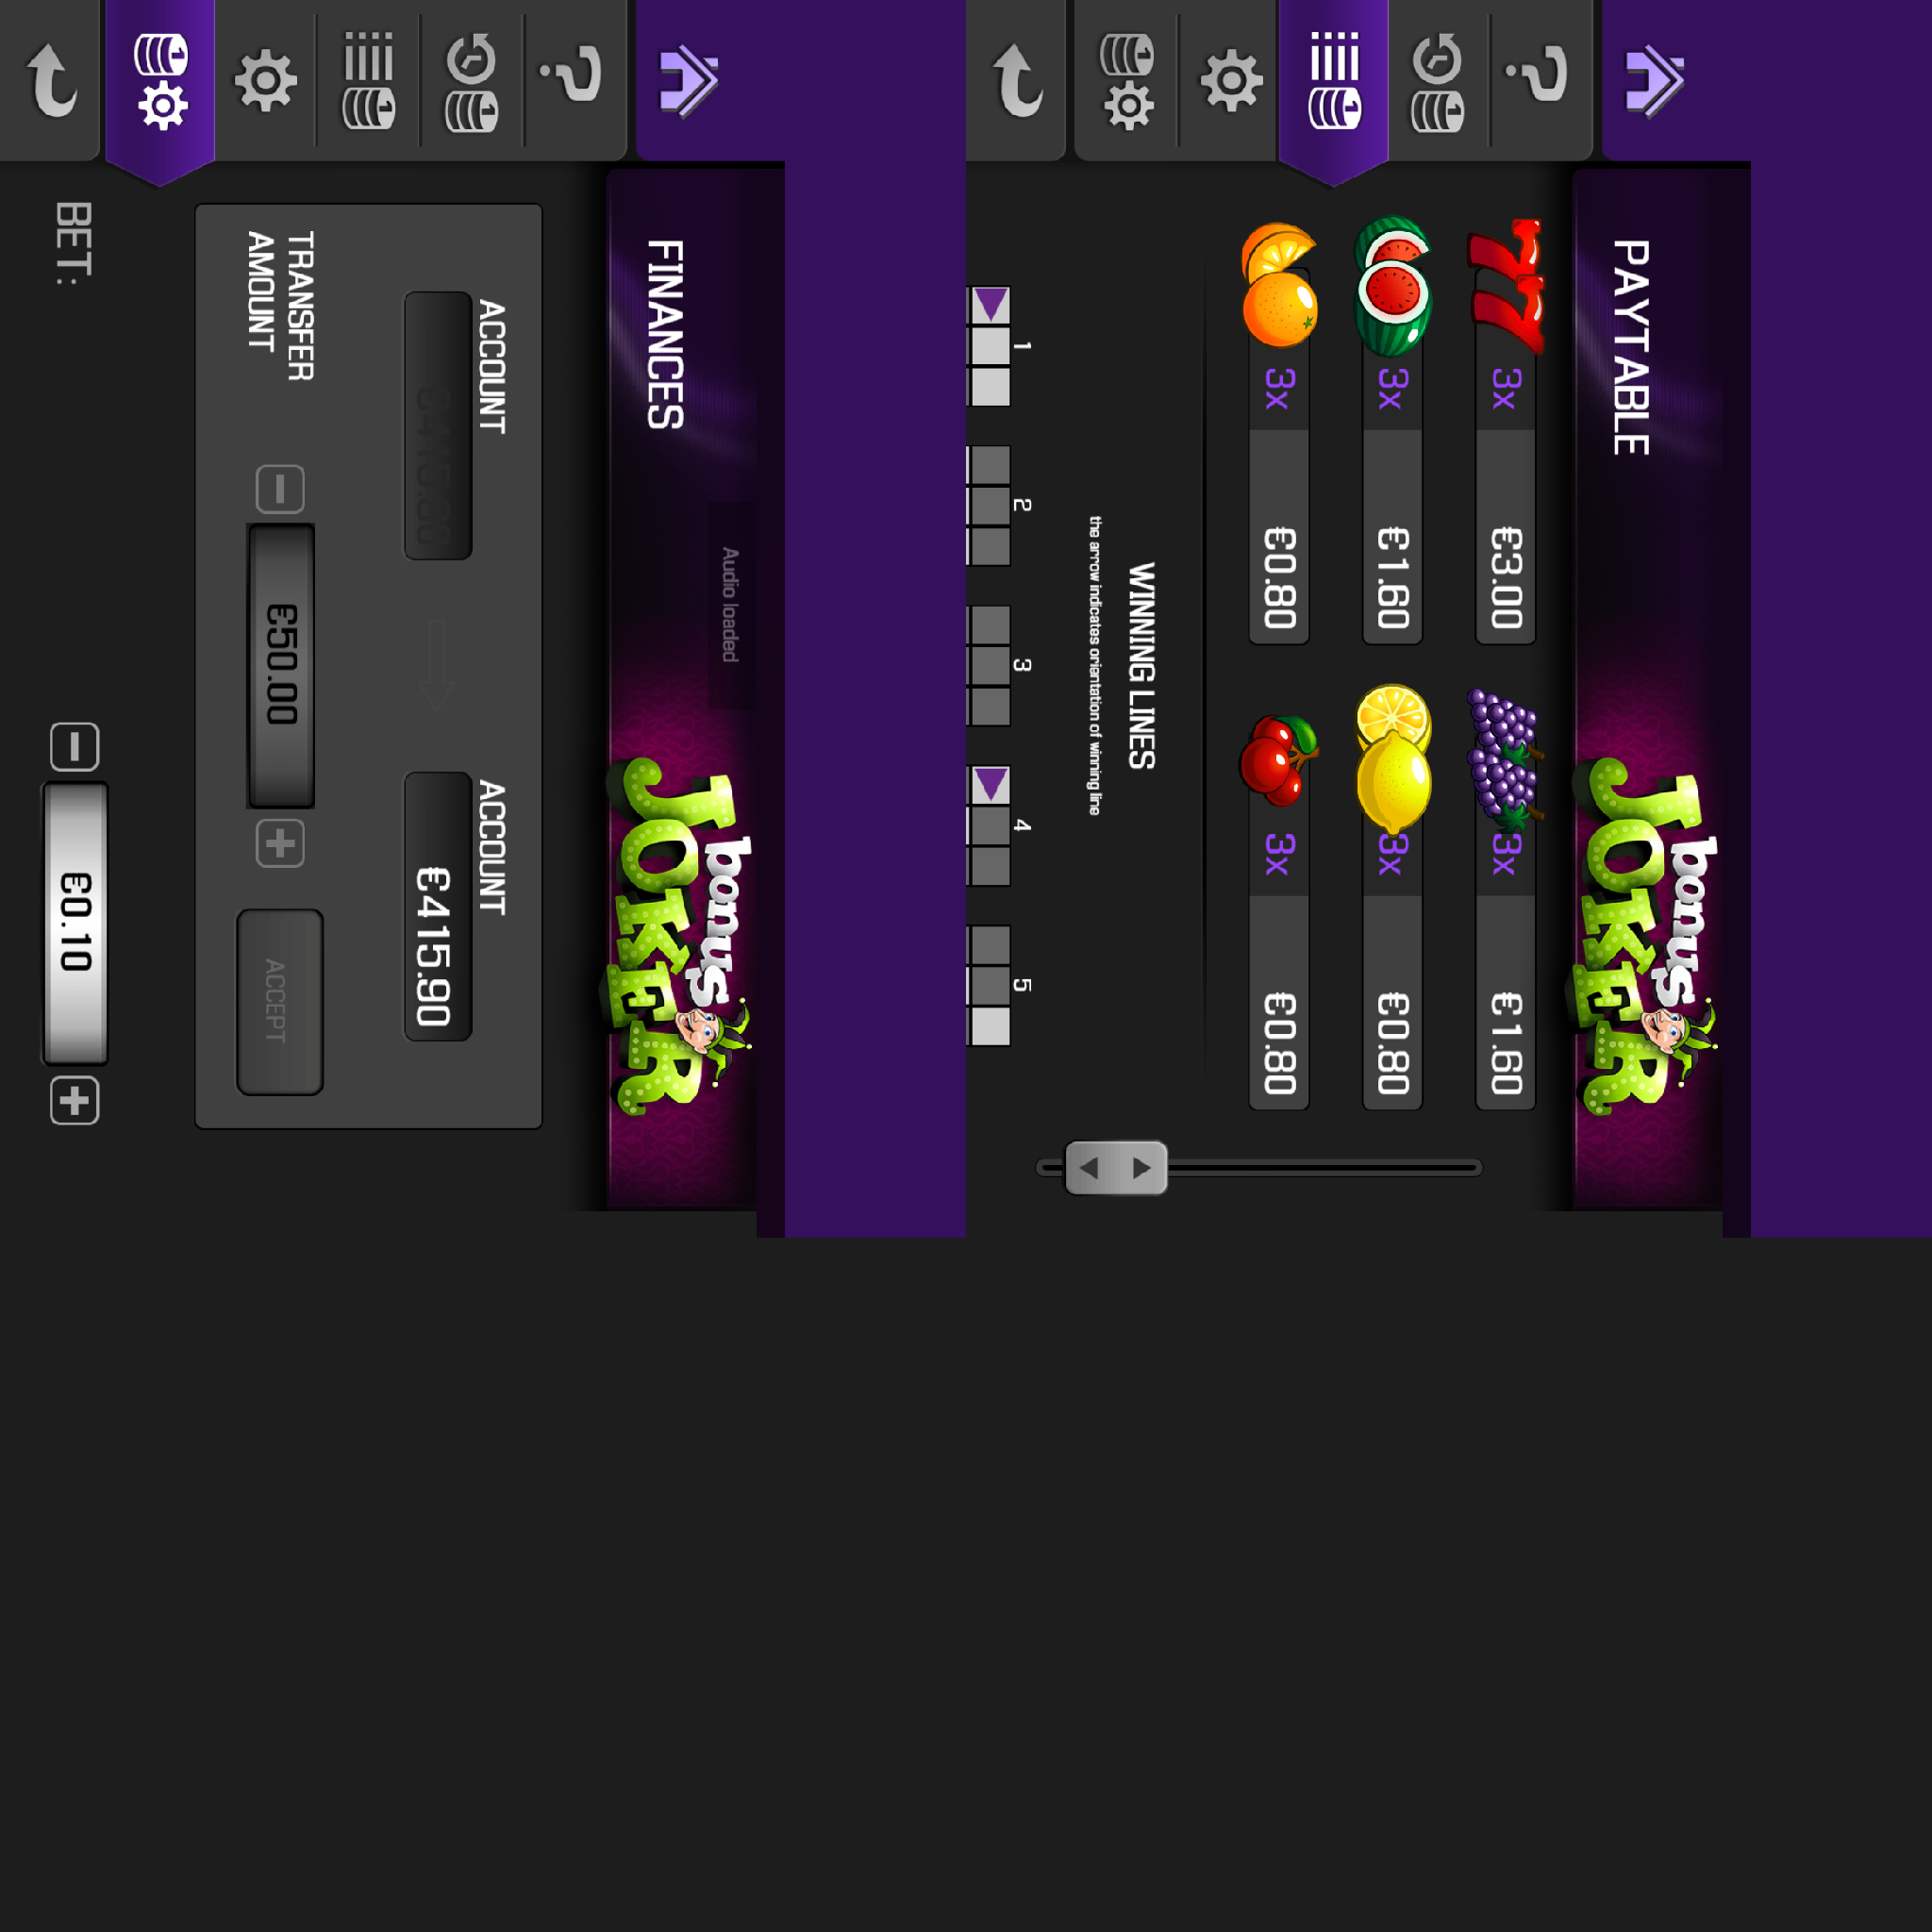 FINANCES
Audio loaded
bonus
JOKER
ACCOUNT
ACCOUNT
€415.90
TRANSFER
AMOUNT
€50.00
ACCEPT
BET:
€0.10
PAYTABLE
bonus
JOKER
3x €3.00
3x €1.60
3x €1.60
3x €0.80
3x €0.80
3x €0.80
WINNING LINES
the arrow indicates orientation of winning line
1 2 3 4 5